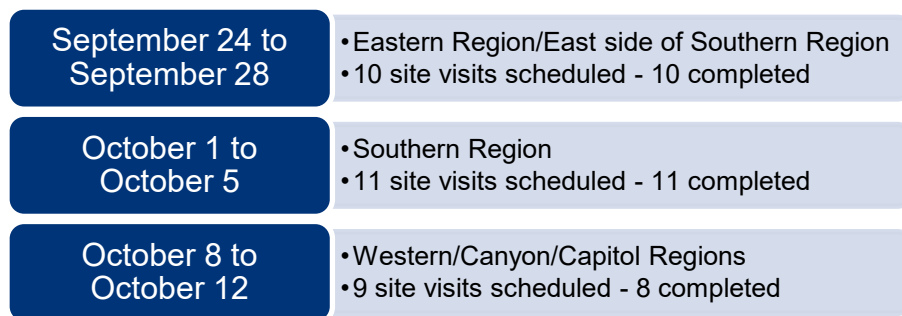 September 24 to
September 28
•Eastern Region/East side of Southern Region
•10 site visits scheduled - 10 completed
October 1 to
October 5
•Southern Region
•11 site visits scheduled - 11 completed
October 8 to
October 12
•Western/Canyon/Capitol Regions
•9 site visits scheduled - 8 completed